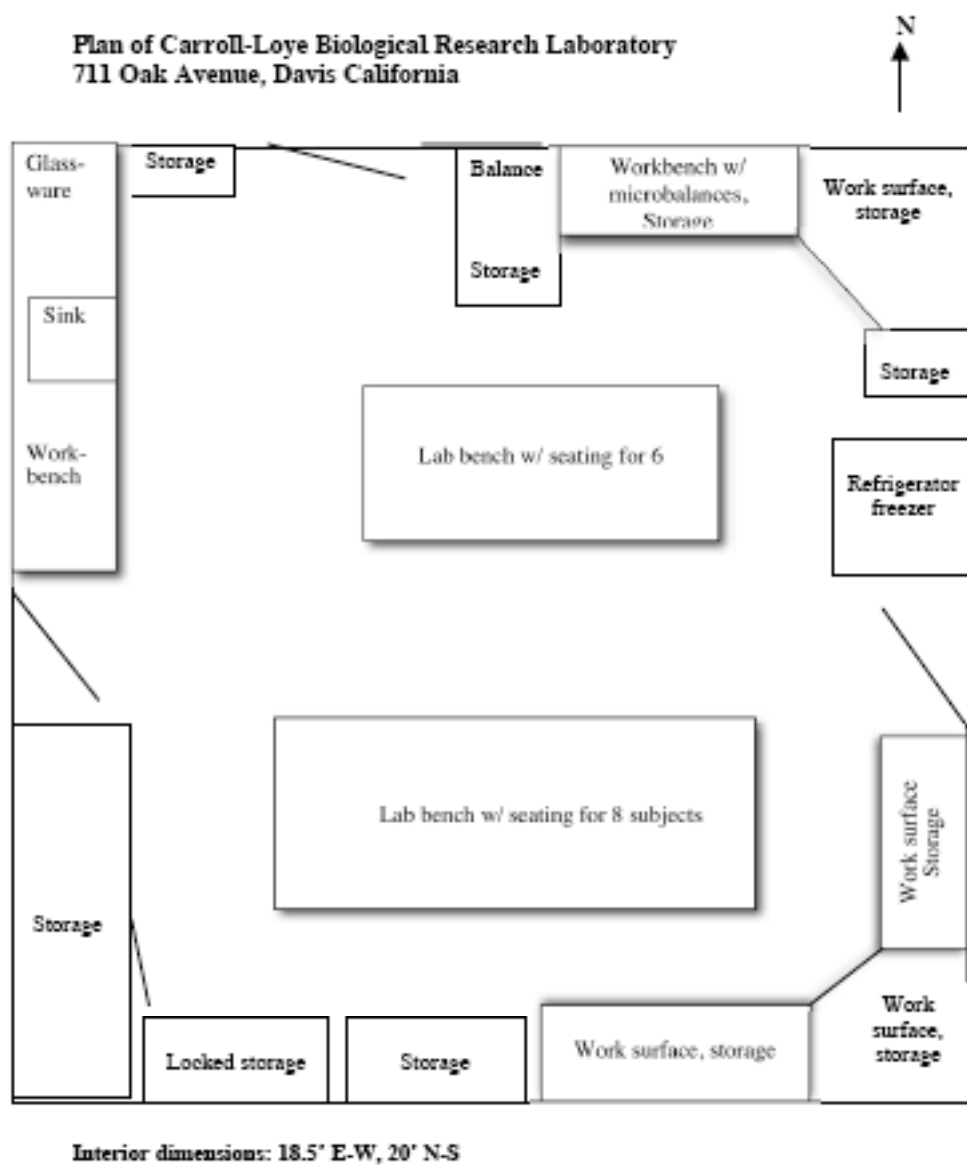 N
Plan of Carroll-Loye Biological Research Laboratory
711 Oak Avenue, Davis California
Glass-
ware
Storage
Balance
Storage
Workbench w/
microbalances,
Storage
Work surface,
storage
Sink
Storage
Work-
bench
Lab bench w/ seating for 6
Refrigerator
freezer
Lab bench w/ seating for 8 subjects
Work surface
Storage
Storage
Locked storage
Storage
Work surface, storage
Work
surface,
storage
Interior dimensions: 18.5' E-W, 20' N-S